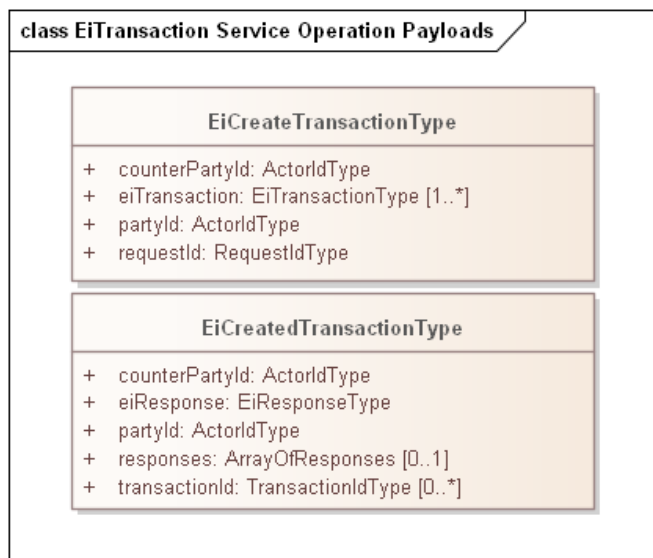 class EiTransaction Service Operation Payloads
EiCreateTransactionType
+ counterPartyId: ActorIdType
+ eiTransaction: EiTransactionType [1..*]
+ partyId: ActorIdType
+ requestId: RequestIdType
EiCreatedTransactionType
+ counterPartyId: ActorIdType
+ eiResponse: EiResponseType
+ partyId: ActorIdType
+ responses: ArrayOfResponses [0..1]
+ transactionId: TransactionIdType [0..*]